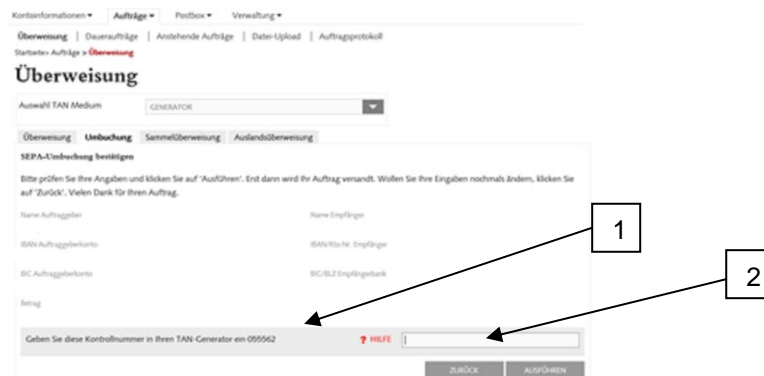 Kontoinformationen Aufträge Postbox Verwaltung
Überweisung | Daueraufträge | Anstehende Aufträge | Datei-Upload | Auftragsprotokoll
Startseite> Aufträge > Überweisung
Überweisung
Auswahl TAN Medium GENERATOR
Überweisung Umbuchung Sammelüberweisung Auslandsüberweisung
SEPA-Umbuchung bestätigen
Bitte prüfen Sie Ihre Angaben und klicken Sie auf "Ausführen". Erst dann wird Ihr Auftrag versandt. Wollen Sie Ihre Eingaben nochmals ändern, klicken Sie
auf "Zurück". Vielen Dank für Ihren Auftrag.
Name Auftraggeber Name Empfänger
1
IBAN Auftraggeberkonto IBAN/Kto.Nr. Empfänger
BIC Auftraggeberkonto BIC/BLZ Empfängerbank
2
Betrag
Geben Sie diese Kontrollnummer in Ihren TAN-Generator ein 055562 ? HILFE
ZURÜCK AUSFÜHREN